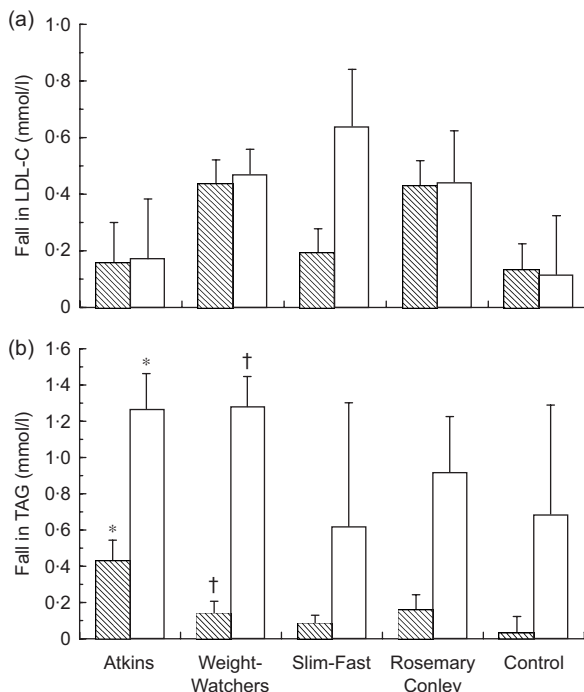 (a)
Fall in LDL-C (mmol/l)
1·0
0·8
0·6
0·4
0·2
0
(b)
Fall in TAG (mmol/l)
1·6
1·4
1·2
1·0
0·8
0·6
0·4
0·2
0
*
*
†
†
Atkins
Weight-
Watchers
Slim-Fast
Rosemary
Conley
Control